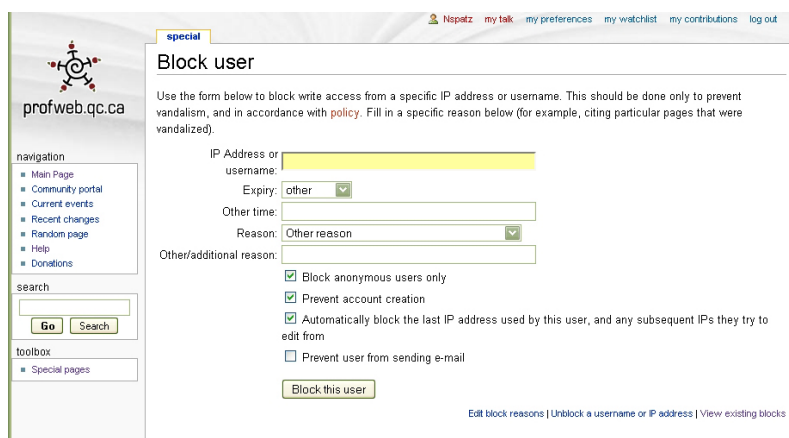 Nspatz my talk my preferences my watchlist my contributions log out
special
profweb.qc.ca
Block user
Use the form below to block write access from a specific IP address or username. This should be done only to prevent
vandalism, and in accordance with policy. Fill in a specific reason below (for example, citing particular pages that were
vandalized).
IP Address or
username:
Expiry: other
Other time:
Reason: Other reason
Other/additional reason:
Block anonymous users only
Prevent account creation
Automatically block the last IP address used by this user, and any subsequent IPs they try to
edit from
Prevent user from sending e-mail
Block this user
Edit block reasons | Unblock a username or IP address | View existing blocks
navigation
Main Page
Community portal
Current events
Recent changes
Random page
Help
Donations
search
Go Search
toolbox
Special pages